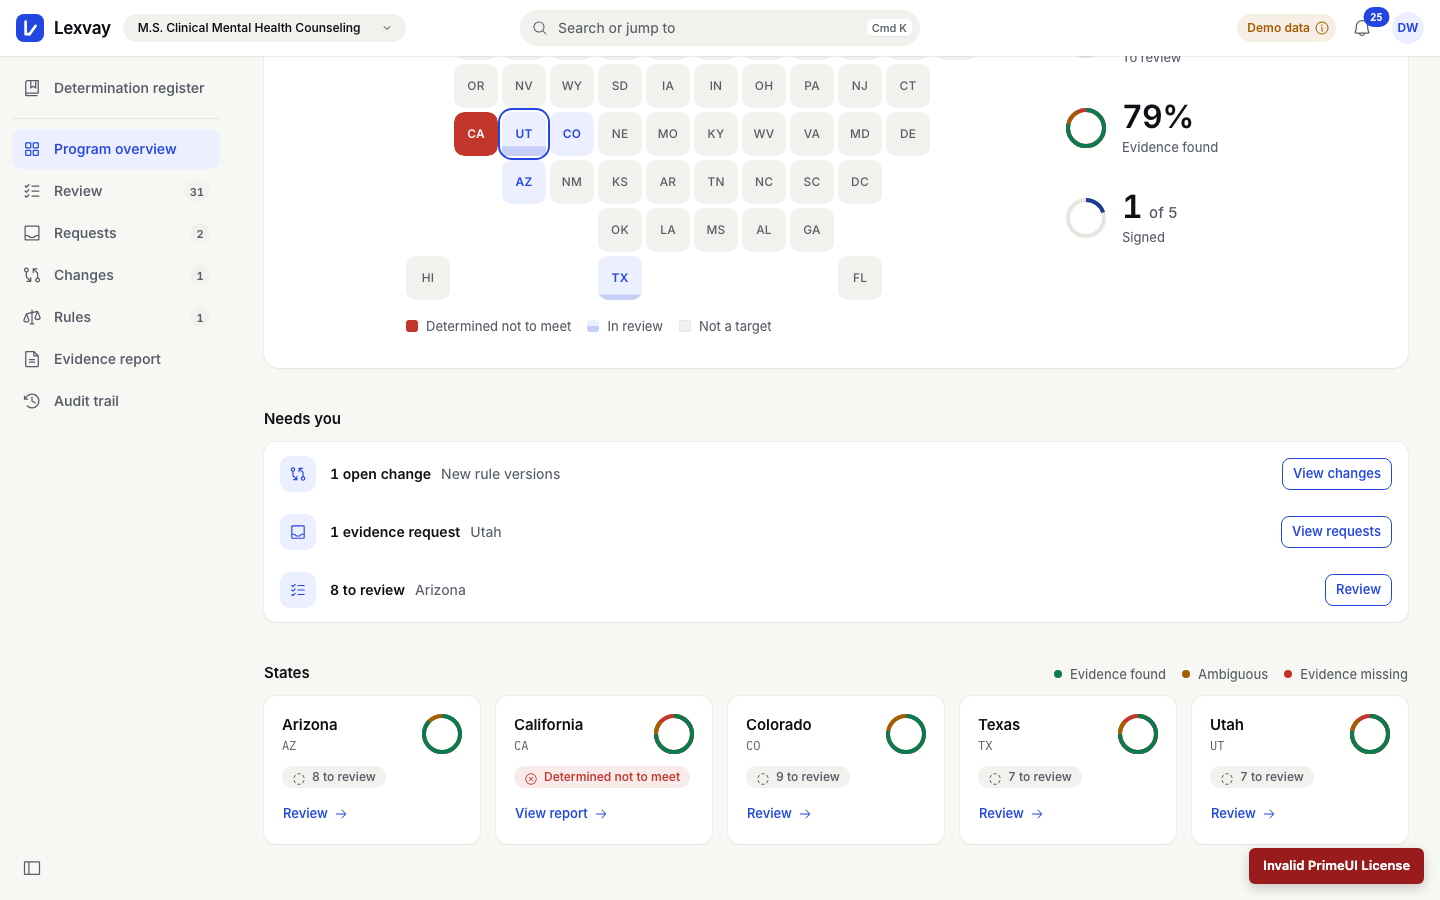 Lexvay
M.S. Clinical Mental Health Counseling
Search or jump to
Cmd K
Demo data
25
DW
Determination register
Program overview
Review 31
Requests 2
Changes 1
Rules 1
Evidence report
Audit trail
To review
OR NV WY SD IA IN OH PA NJ CT
CA UT CO NE MO KY WV VA MD DE
AZ NM KS AR TN NC SC DC
OK LA MS AL GA
HI TX FL
Determined not to meet In review Not a target
79%
Evidence found
1 of 5
Signed
Needs you
1 open change New rule versions View changes
1 evidence request Utah View requests
8 to review Arizona Review
States
Evidence found Ambiguous Evidence missing
Arizona
AZ
8 to review
Review
California
CA
Determined not to meet
View report
Colorado
CO
9 to review
Review
Texas
TX
7 to review
Review
Utah
UT
7 to review
Review
Invalid PrimeUI License